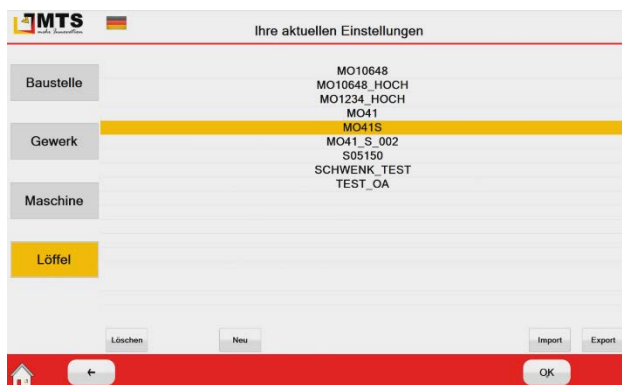 MTS
mehr Innovation
Ihre aktuellen Einstellungen
Baustelle
Gewerk
Maschine
Löffel
MO10648
MO10648_HOCH
MO1234_HOCH
MO41
MO41S
MO41_S_002
S05150
SCHWENK_TEST
TEST_OA
Löschen
Neu
Import
Export
OK